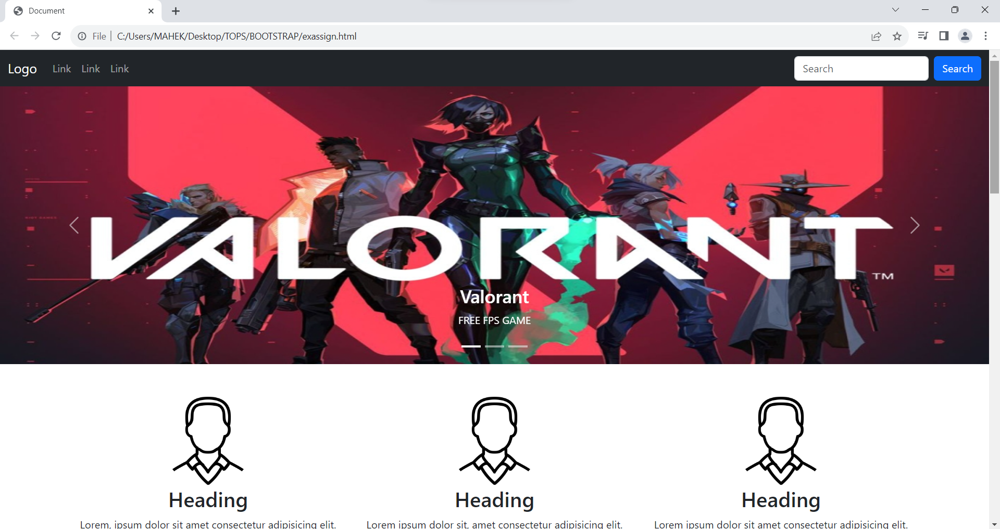 Document
File C:/Users/MAHEK/Desktop/TOPS/BOOTSTRAP/exassign.html
Logo Link Link Link Search Search
RIOT GAMES
VALORANT™
Valorant
FREE FPS GAME
Heading Heading Heading
Lorem, ipsum dolor sit amet consectetur adipisicing elit. Lorem ipsum dolor sit, amet consectetur adipisicing elit. Lorem ipsum dolor sit amet consectetur adipisicing elit.